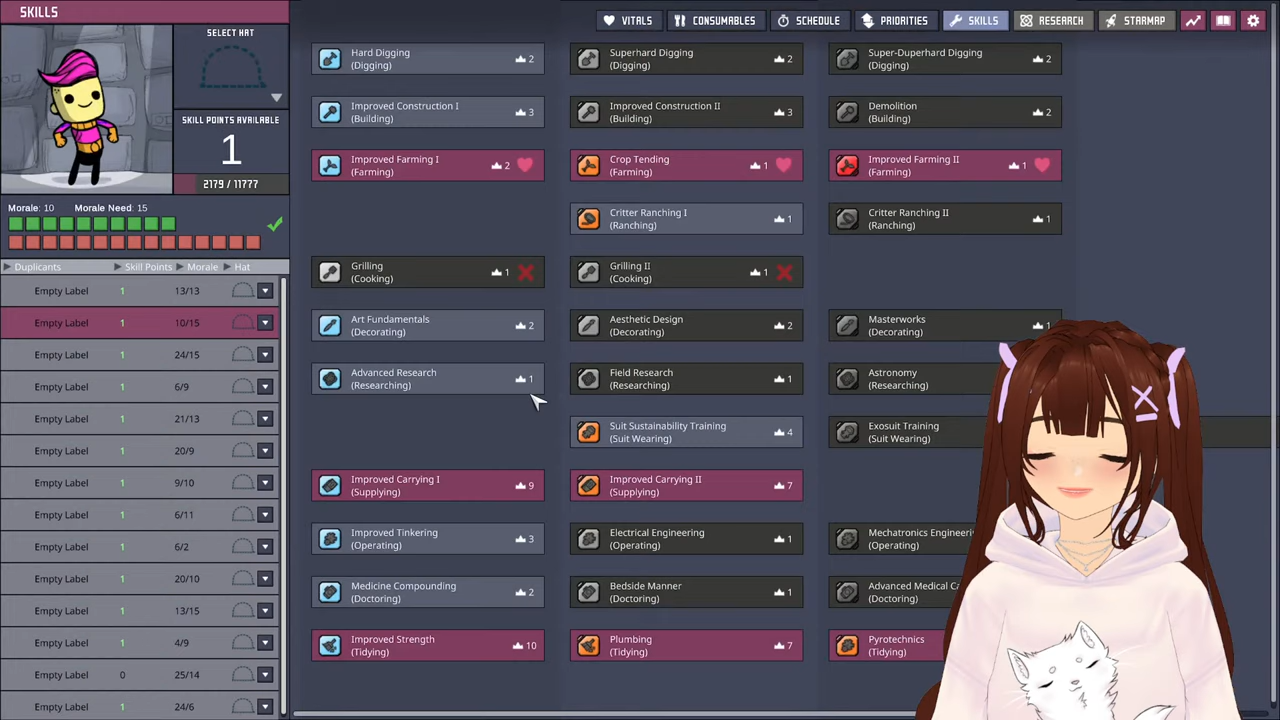 SKILLS
VITALS
CONSUMABLES
SCHEDULE
PRIORITIES
SKILLS
RESEARCH
STARMAP
SELECT HAT
SKILL POINTS AVAILABLE
1
2179 / 11777
Morale: 10 Morale Need: 15
Duplicants Skill Points Morale Hat
Empty Label 1 13/13
Empty Label 1 10/15
Empty Label 1 24/15
Empty Label 1 6/9
Empty Label 1 21/13
Empty Label 1 20/9
Empty Label 1 9/10
Empty Label 1 6/11
Empty Label 1 6/2
Empty Label 1 20/10
Empty Label 1 13/15
Empty Label 1 4/9
Empty Label 0 25/14
Empty Label 1 24/6
Hard Digging
(Digging) 2
Superhard Digging
(Digging) 2
Super-Duperhard Digging
(Digging) 2
Improved Construction I
(Building) 3
Improved Construction II
(Building) 3
Demolition
(Building) 2
Improved Farming I
(Farming) 2
Crop Tending
(Farming) 1
Improved Farming II
(Farming) 1
Critter Ranching I
(Ranching) 1
Critter Ranching II
(Ranching) 1
Grilling
(Cooking) 1
Grilling II
(Cooking) 1
Art Fundamentals
(Decorating) 2
Aesthetic Design
(Decorating) 2
Masterworks
(Decorating) 1
Advanced Research
(Researching) 1
Field Research
(Researching) 1
Astronomy
(Researching)
Suit Sustainability Training
(Suit Wearing) 4
Exosuit Training
(Suit Wearing)
Improved Carrying I
(Supplying) 9
Improved Carrying II
(Supplying) 7
Improved Tinkering
(Operating) 3
Electrical Engineering
(Operating) 1
Mechatronics Engineerin
(Operating)
Medicine Compounding
(Doctoring) 2
Bedside Manner
(Doctoring) 1
Advanced Medical Ca
(Doctoring)
Improved Strength
(Tidying) 10
Plumbing
(Tidying) 7
Pyrotechnics
(Tidying)